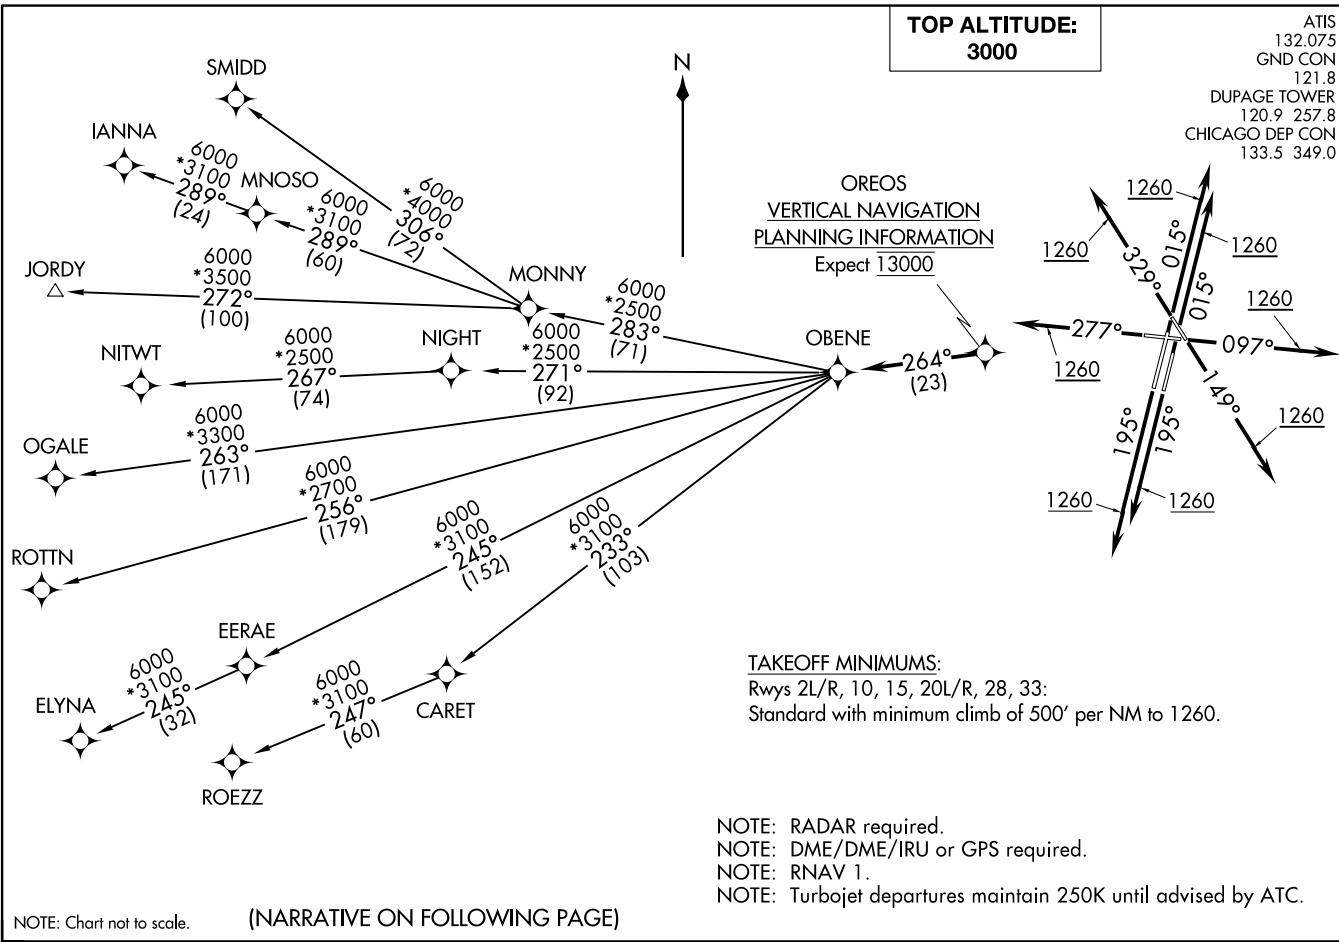 TOP ALTITUDE:
3000
ATIS
132.075
GND CON
121.8
DUPAGE TOWER
120.9 257.8
CHICAGO DEP CON
133.5 349.0
N
SMIDD
IANNA
6000
*3100
289°
(24)
MNOSO
6000
*3100
289°
(60)
6000
*4000
306°
(72)
JORDY
6000
*3500
272°
(100)
MONNY
6000
*2500
283°
(71)
NITWT
6000
*2500
267°
(74)
NIGHT
6000
*2500
271°
(92)
OBENE
OREOS
VERTICAL NAVIGATION
PLANNING INFORMATION
Expect 13000
264°
(23)
OGALE
6000
*3300
263°
(171)
ROTTN
6000
*2700
256°
(179)
6000
*3100
245°
(152)
6000
*3100
233°
(103)
EERAE
ELYNA
6000
*3100
245°
(32)
CARET
6000
*3100
247°
(60)
ROEZZ
1260
1260
329°
015°
015°
1260
1260
277°
097°
1260
149°
1260
195°
195°
1260
1260
TAKEOFF MINIMUMS:
Rwys 2L/R, 10, 15, 20L/R, 28, 33:
Standard with minimum climb of 500' per NM to 1260.
NOTE: RADAR required.
NOTE: DME/DME/IRU or GPS required.
NOTE: RNAV 1.
NOTE: Turbojet departures maintain 250K until advised by ATC.
NOTE: Chart not to scale.
(NARRATIVE ON FOLLOWING PAGE)